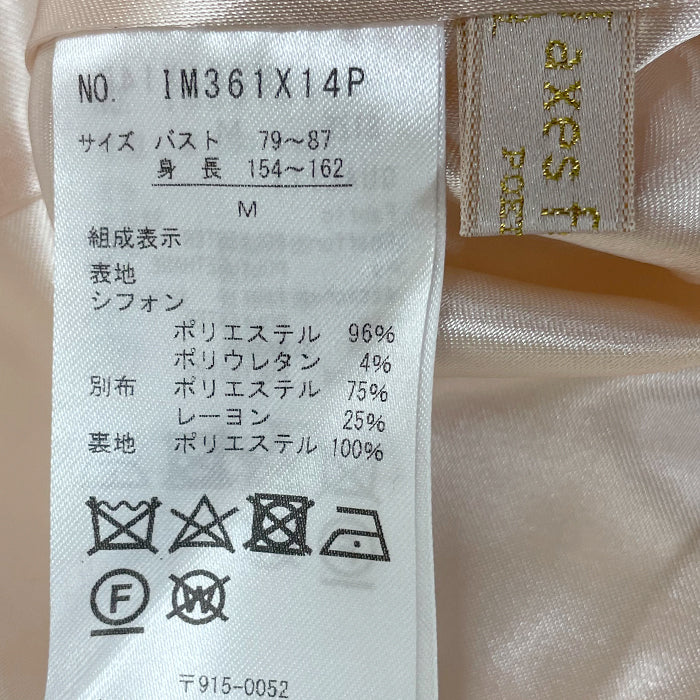 NO. IM361X14P
サイズ バスト 79～87
身長 154～162
M
組成表示
表地
シフォン
ポリエステル 96%
ポリウレタン 4%
別布 ポリエステル 75%
レーヨン 25%
裏地 ポリエステル 100%
F
W
〒915-0052
axes f
POET